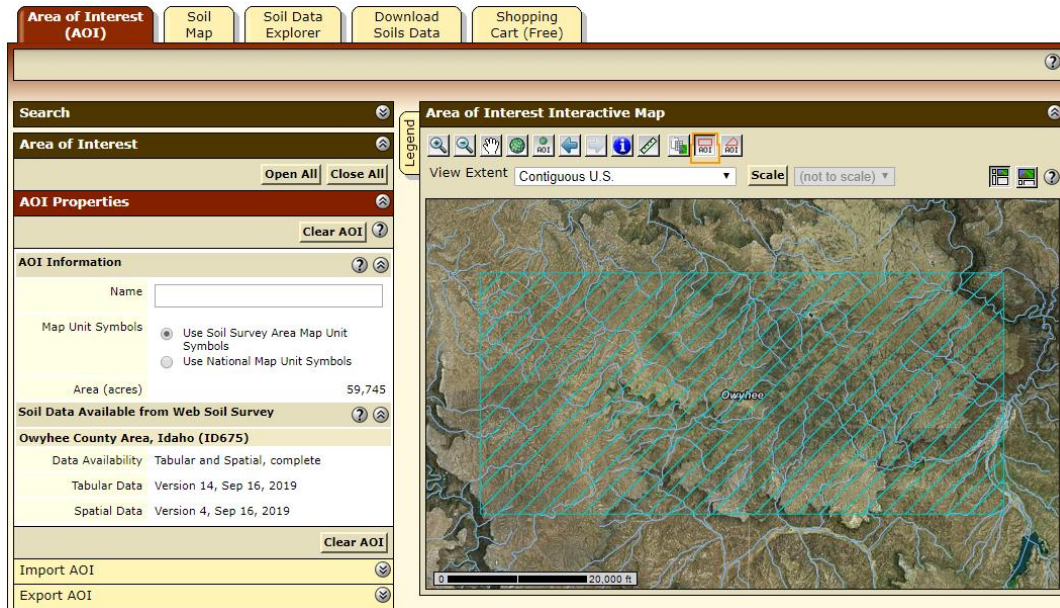 Area of Interest
(AOI)
Soil
Map
Soil Data
Explorer
Download
Soils Data
Shopping
Cart (Free)
?
Search
Area of Interest
Open All Close All
AOI Properties
Clear AOI ?
AOI Information ?
Name
Map Unit Symbols
Use Soil Survey Area Map Unit
Symbols
Use National Map Unit Symbols
Area (acres) 59,745
Soil Data Available from Web Soil Survey ?
Owyhee County Area, Idaho (ID675)
Data Availability Tabular and Spatial, complete
Tabular Data Version 14, Sep 16, 2019
Spatial Data Version 4, Sep 16, 2019
Clear AOI
Import AOI
Export AOI
Legend
Area of Interest Interactive Map
AOI i AOI AOI
View Extent Contiguous U.S. Scale (not to scale) ?
Owyhee
0 20,000 ft